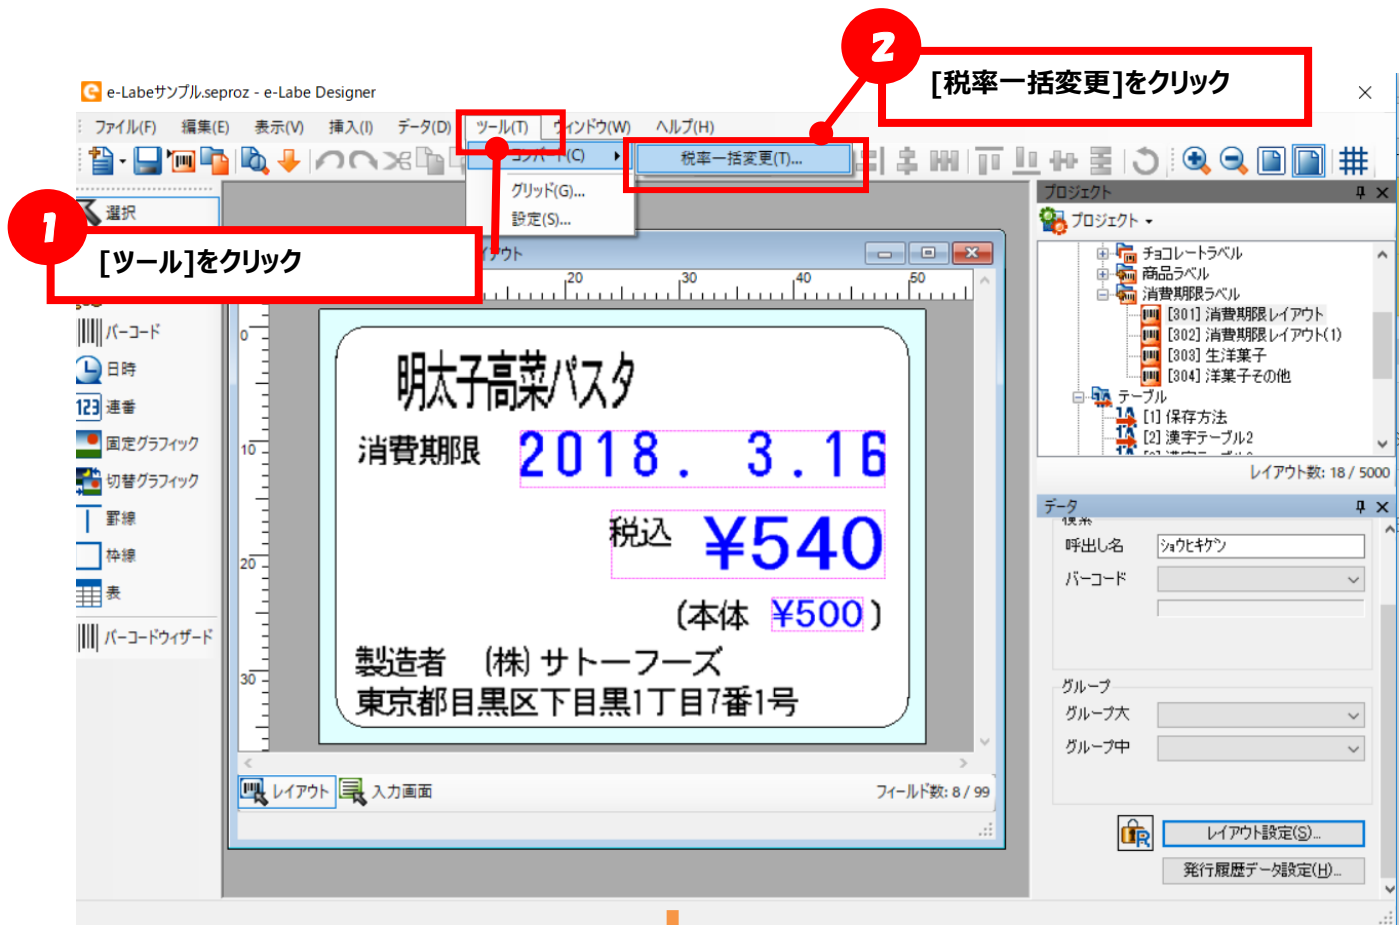 2
[税率一括変更]をクリック
e-Labeサンプル.seproz - e-Labe Designer
ファイル(F) 編集(E) 表示(V) 挿入(I) データ(D) ツール(T) ウィンドウ(W) ヘルプ(H)
コンバート(C)
税率一括変更(T)...
グリッド(G)...
設定(S)...
1
[ツール]をクリック
選択
バーコード
日時
123 連番
固定グラフィック
切替グラフィック
罫線
枠線
表
バーコードウィザード
イアウト
20 30 40 50
0
10
20
30
明太子高菜パスタ
消費期限 2018. 3.16
税込 ¥540
(本体 ¥500)
製造者 (株)サトーフーズ
東京都目黒区下目黒1丁目7番1号
レイアウト 入力画面 フィールド数: 8 / 99
プロジェクト
プロジェクト
チョコレートラベル
商品ラベル
消費期限ラベル
[301] 消費期限レイアウト
[302] 消費期限レイアウト(1)
[303] 生洋菓子
[304] 洋菓子その他
テーブル
[1] 保存方法
[2] 漢字テーブル2
レイアウト数: 18 / 5000
データ
検索
呼出し名 ショウヒキゲン
バーコード
グループ
グループ大
グループ中
レイアウト設定(S)...
発行履歴データ設定(H)...